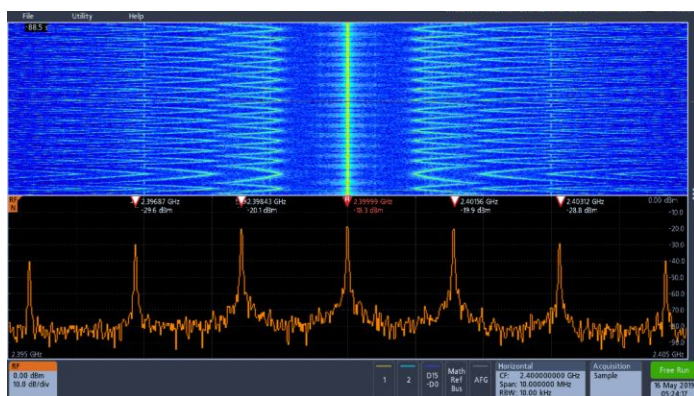 File Utility Help
-88.5
2.39687 GHz
-29.6 dBm
2.39843 GHz
-20.1 dBm
2.39999 GHz
-18.3 dBm
2.40156 GHz
-19.9 dBm
2.40312 GHz
-28.8 dBm
0.00 dBm
-10.0
-20.0
-30.0
-40.0
-50.0
-60.0
-70.0
-80.0
-90.0
2.395 GHz
2.405 GHz
RF
0.00 dBm
10.0 dB/div
1
2
D15
-D0
Math
Ref
Bus
AFG
Horizontal
CF: 2.400000000 GHz
Span: 10.000000 MHz
RBW: 10.00 kHz
Acquisition
Sample
Free Run
16 May 2019